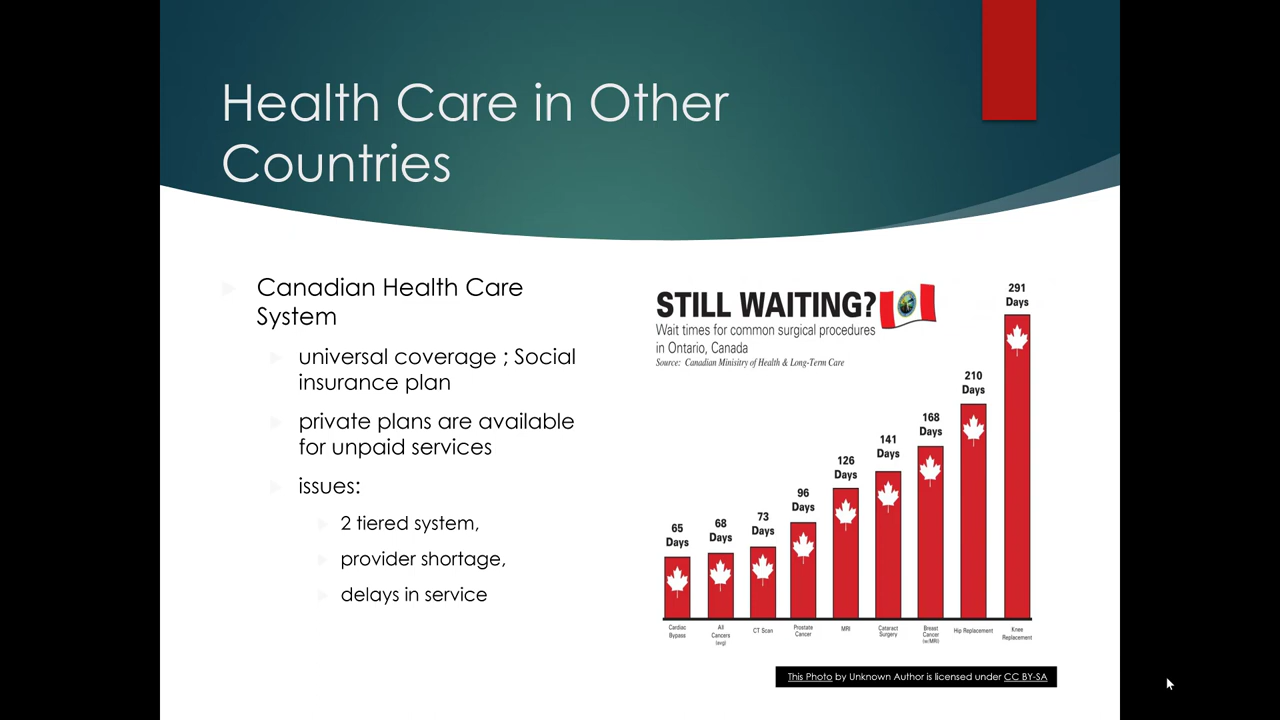 Health Care in Other
Countries
Canadian Health Care
System
universal coverage ; Social
insurance plan
private plans are available
for unpaid services
issues:
2 tiered system,
provider shortage,
delays in service
STILL WAITING?
Wait times for common surgical procedures
in Ontario, Canada
Source: Canadian Minisitry of Health & Long-Term Care
65
Days
68
Days
73
Days
96
Days
126
Days
141
Days
168
Days
210
Days
291
Days
Cardiac
Bypass
All
Cancers
(avg)
CT Scan
Prostate
Cancer
MRI
Cataract
Surgery
Breast
Cancer
(w/MRI)
Hip Replacement
Knee
Replacement
This Photo by Unknown Author is licensed under CC BY-SA